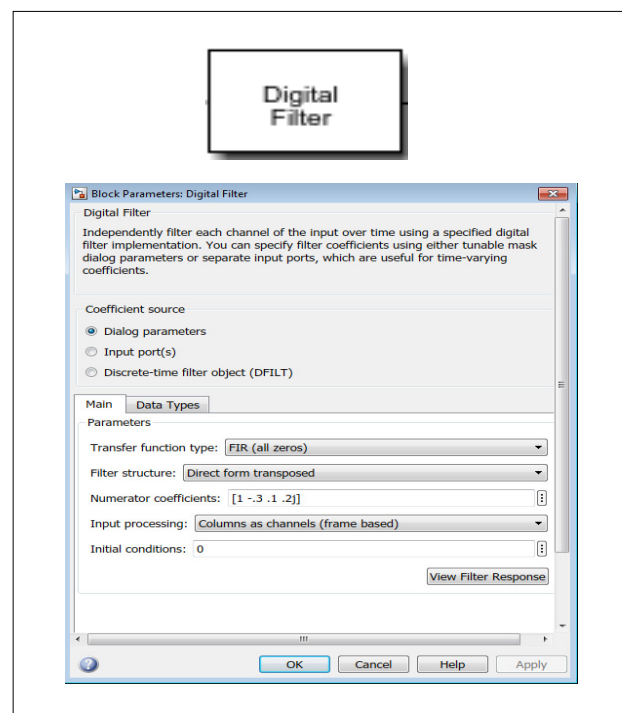 Digital
Filter
Block Parameters: Digital Filter
Digital Filter
Independently filter each channel of the input over time using a specified digital
filter implementation. You can specify filter coefficients using either tunable mask
dialog parameters or separate input ports, which are useful for time-varying
coefficients.
Coefficient source
Dialog parameters
Input port(s)
Discrete-time filter object (DFILT)
Main Data Types
Parameters
Transfer function type: FIR (all zeros)
Filter structure: Direct form transposed
Numerator coefficients: [1 -.3 .1 .2j]
Input processing: Columns as channels (frame based)
Initial conditions: 0
View Filter Response
OK Cancel Help Apply